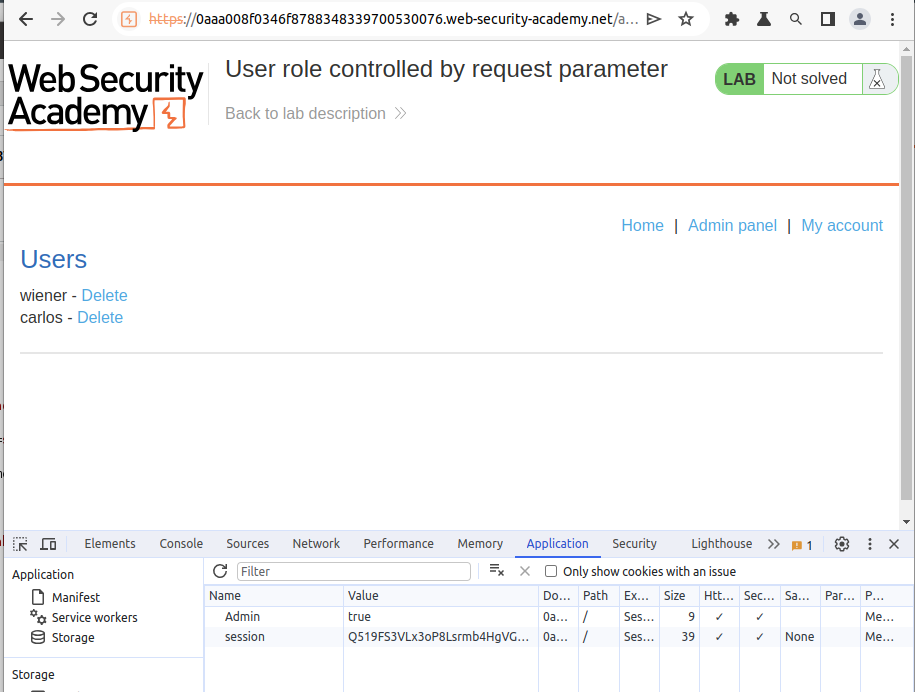 https://0aaa008f0346f8788348339700530076.web-security-academy.net/a...
WebSecurity
Academy
User role controlled by request parameter
Back to lab description
LAB Not solved
Home | Admin panel | My account
Users
wiener - Delete
carlos - Delete
Elements Console Sources Network Performance Memory Application Security Lighthouse 1
Application
Manifest
Service workers
Storage
Storage
Filter Only show cookies with an issue
Name Value Do... Path Ex... Size Htt... Sec... Sa... Par... P...
Admin true 0a... / Ses... 9 ✓ ✓ Me...
session Q519FS3VLx3oP8Lsrmb4HgVG... 0a... / Ses... 39 ✓ ✓ None Me...